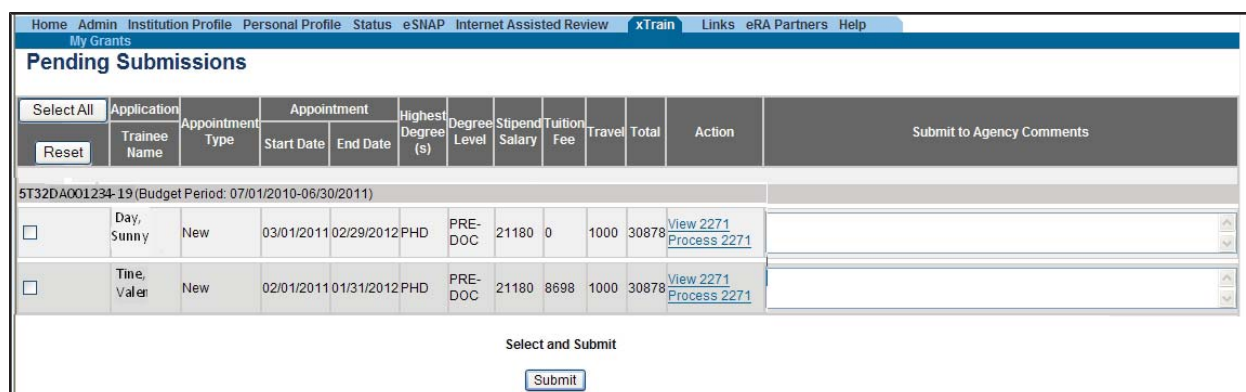 Home Admin Institution Profile Personal Profile Status eSNAP Internet Assisted Review xTrain Links eRA Partners Help
My Grants
Pending Submissions
Select All Application Appointment Type Appointment Highest Degree (s) Degree Level Stipend Salary Tuition Fee Travel Total Action Submit to Agency Comments
Reset Trainee Name Start Date End Date
5T32DA001234-19 (Budget Period: 07/01/2010-06/30/2011)
Day, Sunny New 03/01/2011 02/29/2012 PHD PRE-DOC 21180 0 1000 30878 View 2271 Process 2271
Tine, Valer New 02/01/2011 01/31/2012 PHD PRE-DOC 21180 8698 1000 30878 View 2271 Process 2271
Select and Submit
Submit